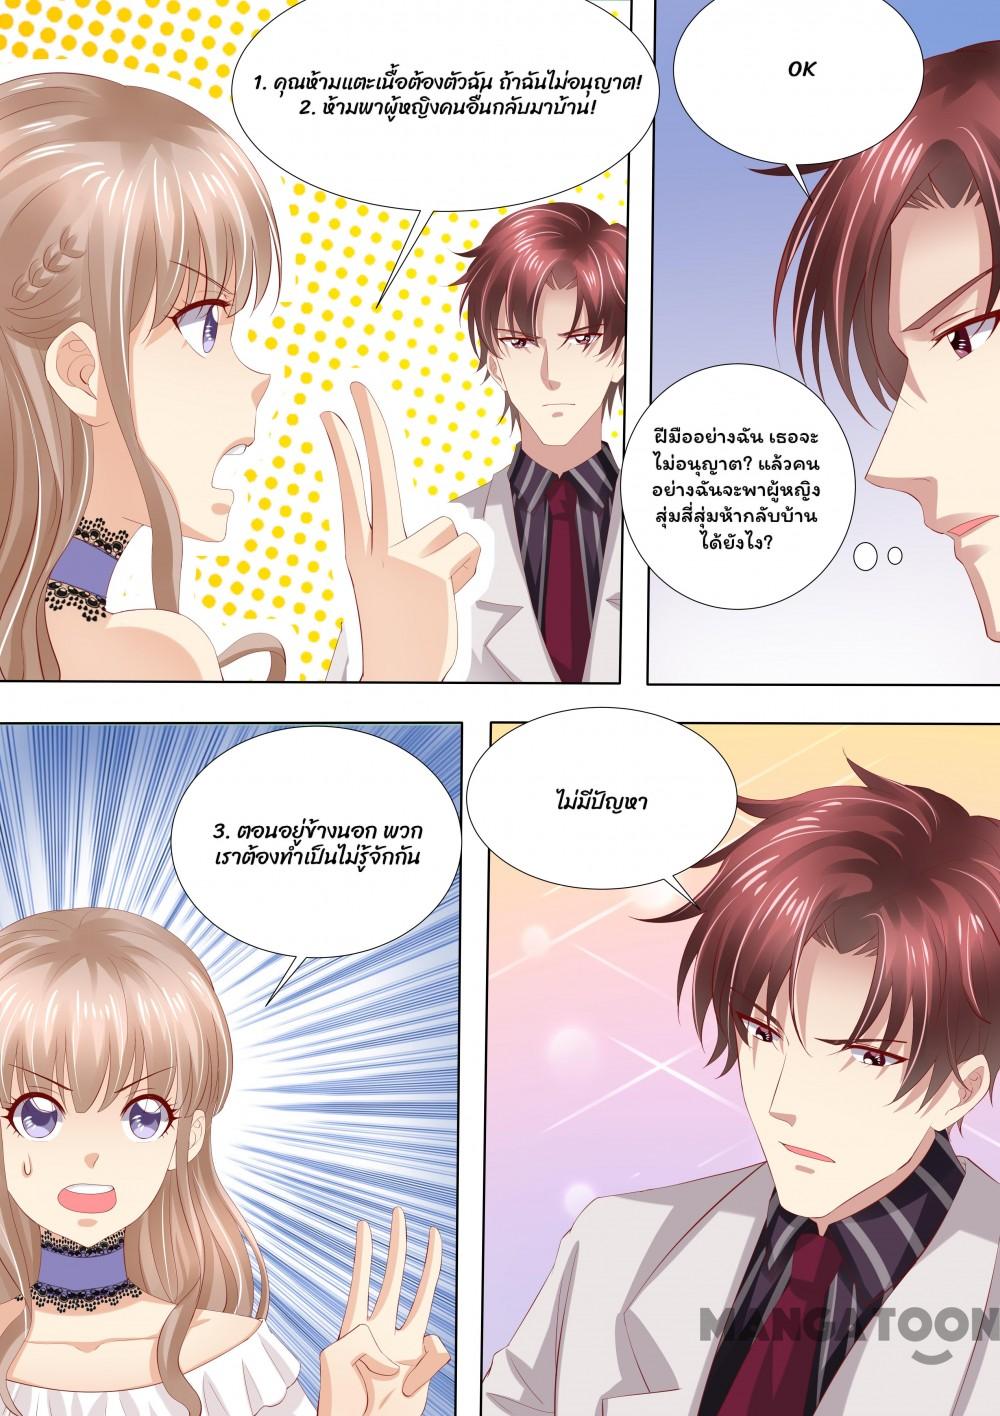 1. คุณห้ามแตะเนื้อต้องตัวฉัน ถ้าฉันไม่อนุญาต!
2. ห้ามพาผู้หญิงคนอื่นกลับมาบ้าน!
OK
ฝีมืออย่างฉัน เธอจะ
ไม่อนุญาต? แล้วคน
อย่างฉันจะพาผู้หญิง
สุ่มสี่สุ่มห้ากลับบ้าน
ได้ยังไง?
3. ตอนอยู่ข้างนอก พวก
เราต้องทำเป็นไม่รู้จักกัน
ไม่มีปัญหา
MANGATOON